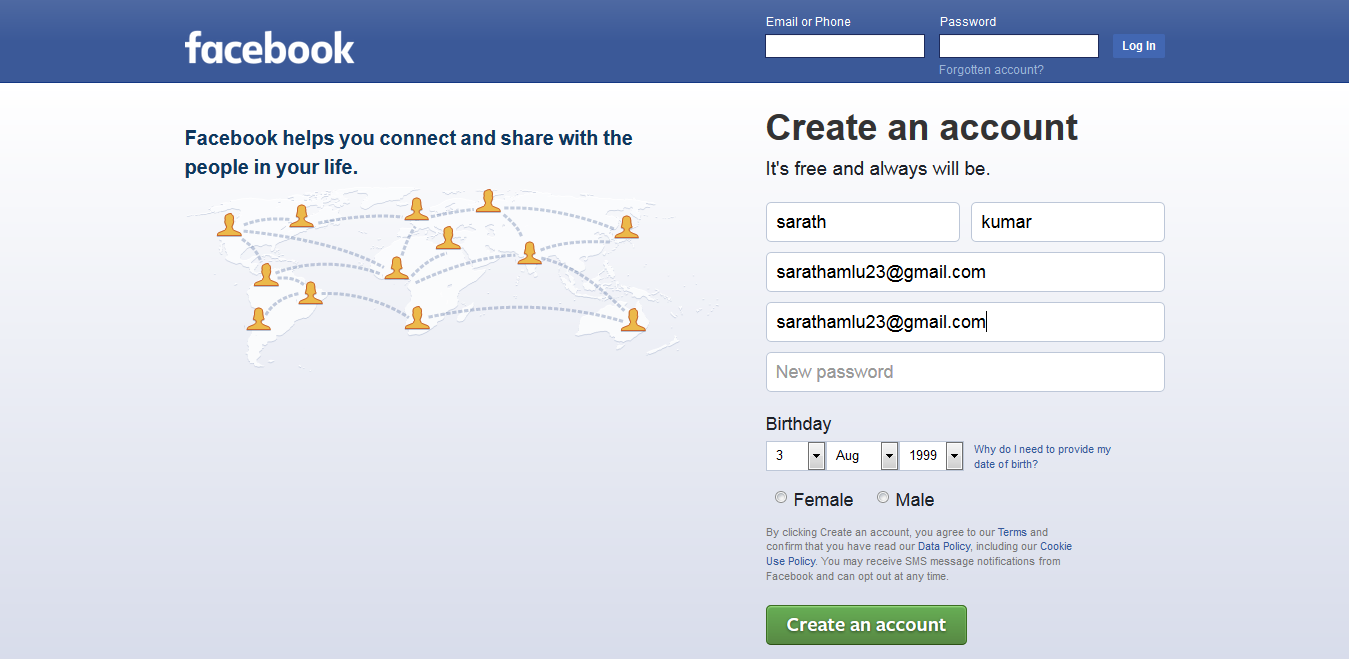 facebook
Email or Phone
Password
Log In
Forgotten account?
Facebook helps you connect and share with the
people in your life.
Create an account
It's free and always will be.
sarath
kumar
sarathamlu23@gmail.com
sarathamlu23@gmail.com
New password
Birthday
3
Aug
1999
Why do I need to provide my
date of birth?
Female
Male
By clicking Create an account, you agree to our Terms and
confirm that you have read our Data Policy, including our Cookie
Use Policy. You may receive SMS message notifications from
Facebook and can opt out at any time.
Create an account